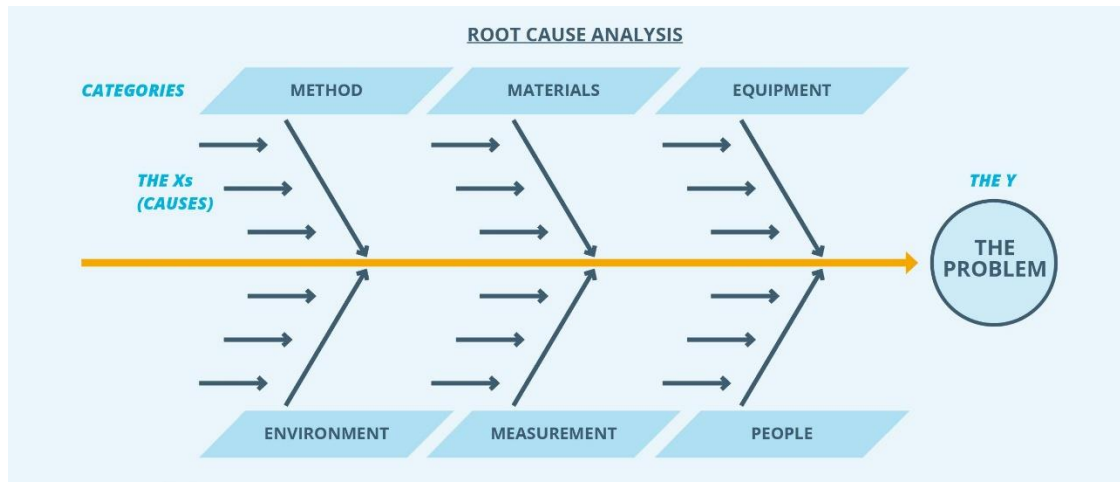 ROOT CAUSE ANALYSIS
CATEGORIES
METHOD
MATERIALS
EQUIPMENT
THE Xs
(CAUSES)
THE Y
THE
PROBLEM
ENVIRONMENT
MEASUREMENT
PEOPLE